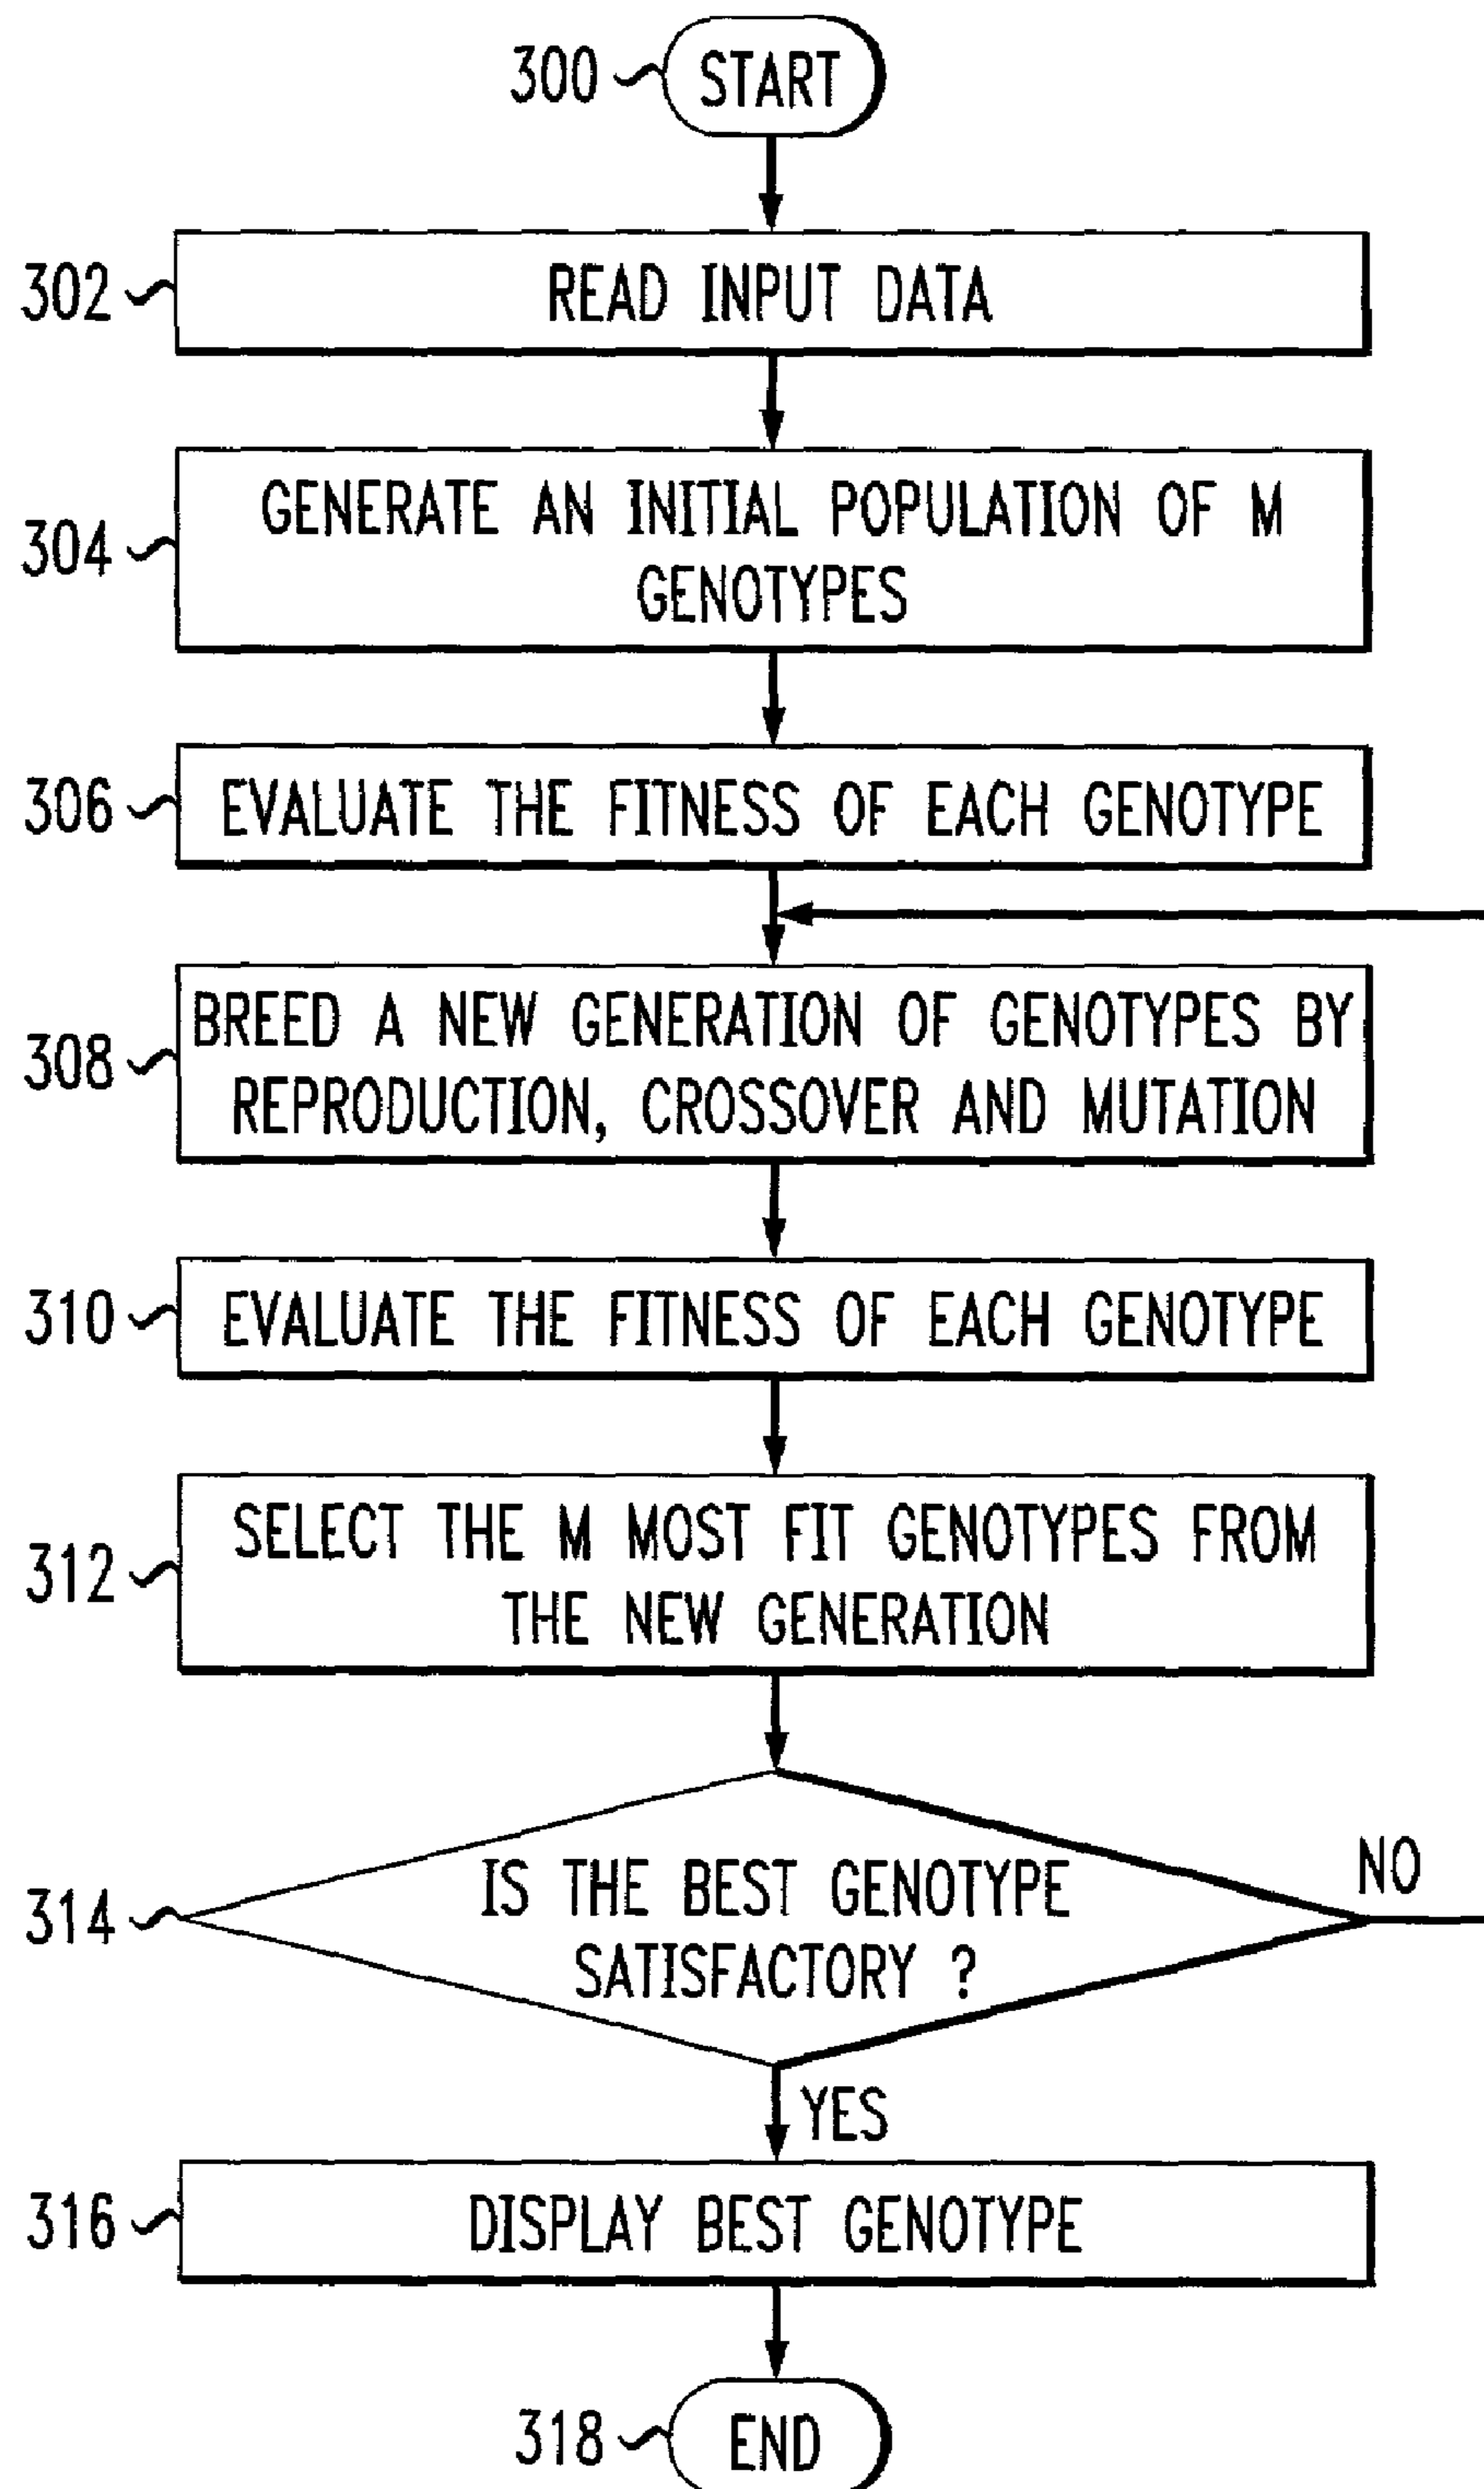 300 START
302 READ INPUT DATA
304 GENERATE AN INITIAL POPULATION OF M
GENOTYPES
306 EVALUATE THE FITNESS OF EACH GENOTYPE
308 BREED A NEW GENERATION OF GENOTYPES BY
REPRODUCTION, CROSSOVER AND MUTATION
310 EVALUATE THE FITNESS OF EACH GENOTYPE
312 SELECT THE M MOST FIT GENOTYPES FROM
THE NEW GENERATION
NO
314 IS THE BEST GENOTYPE
SATISFACTORY ?
YES
316 DISPLAY BEST GENOTYPE
318 END